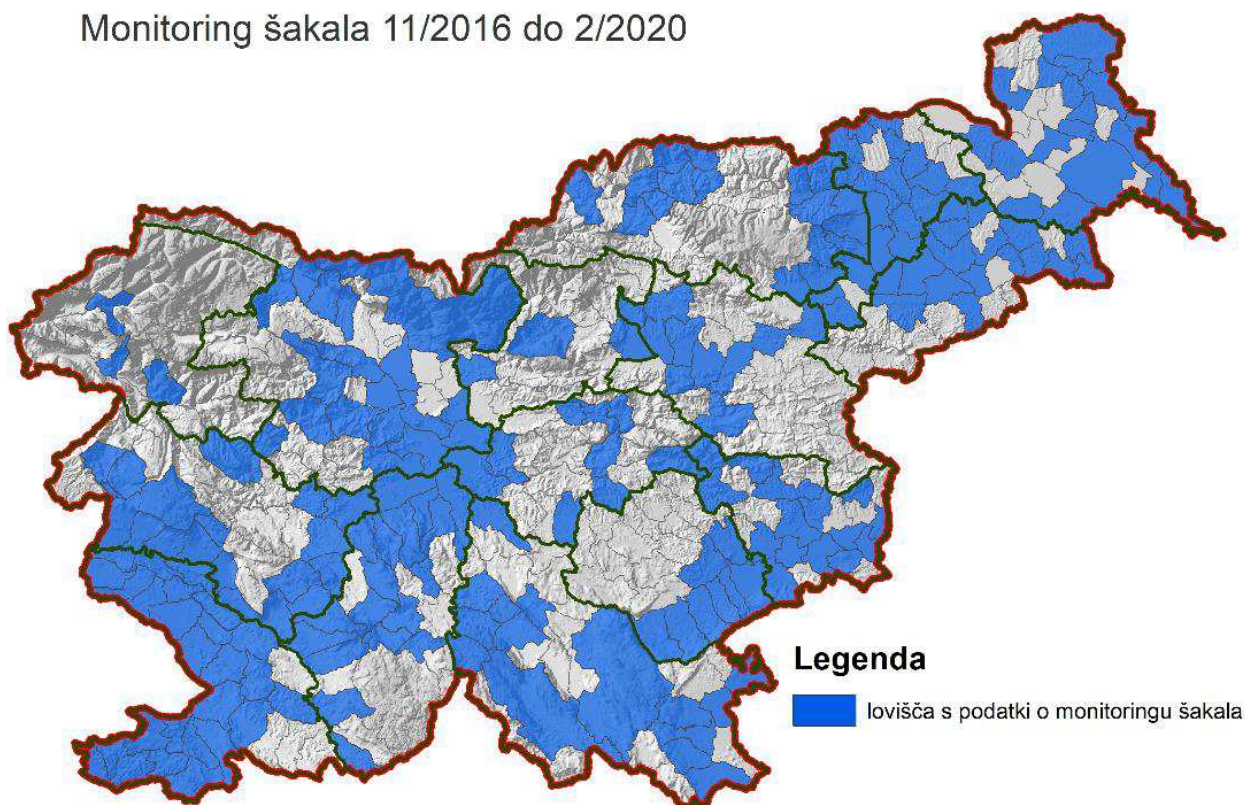 Monitoring šakala 11/2016 do 2/2020
Legenda
lovišča s podatki o monitoringu šakala